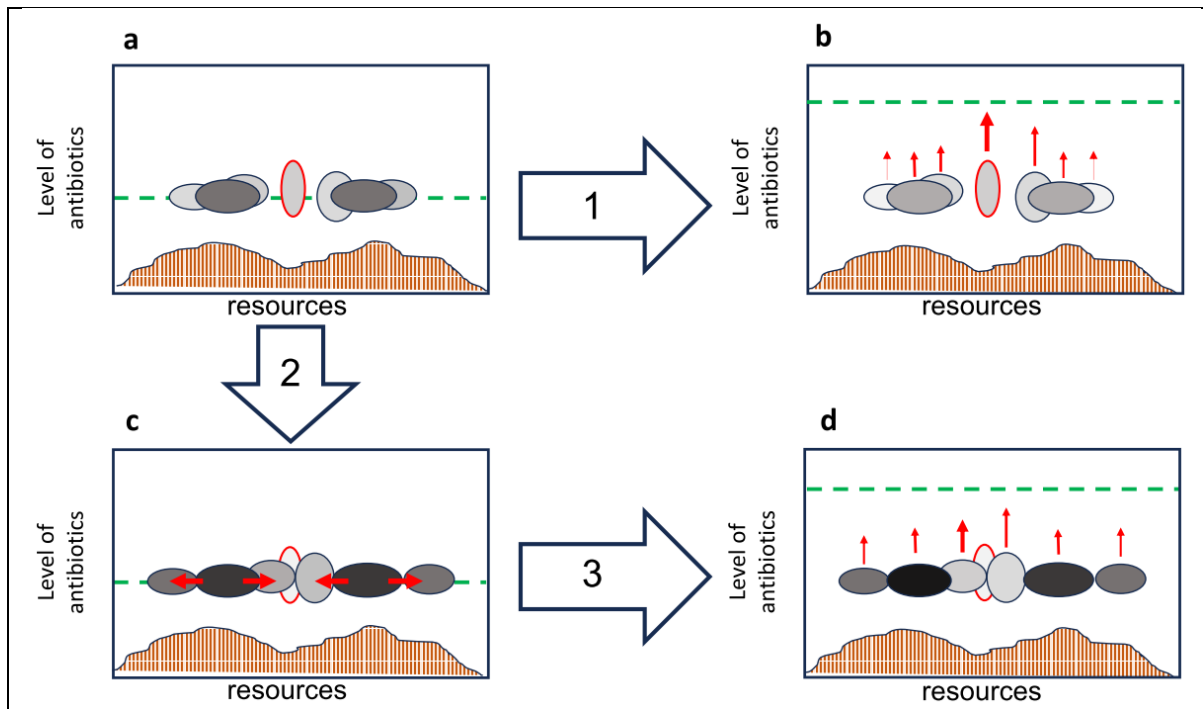 a
Level of
antibiotics
resources
1
b
Level of
antibiotics
resources
2
c
Level of
antibiotics
resources
3
d
Level of
antibiotics
resources